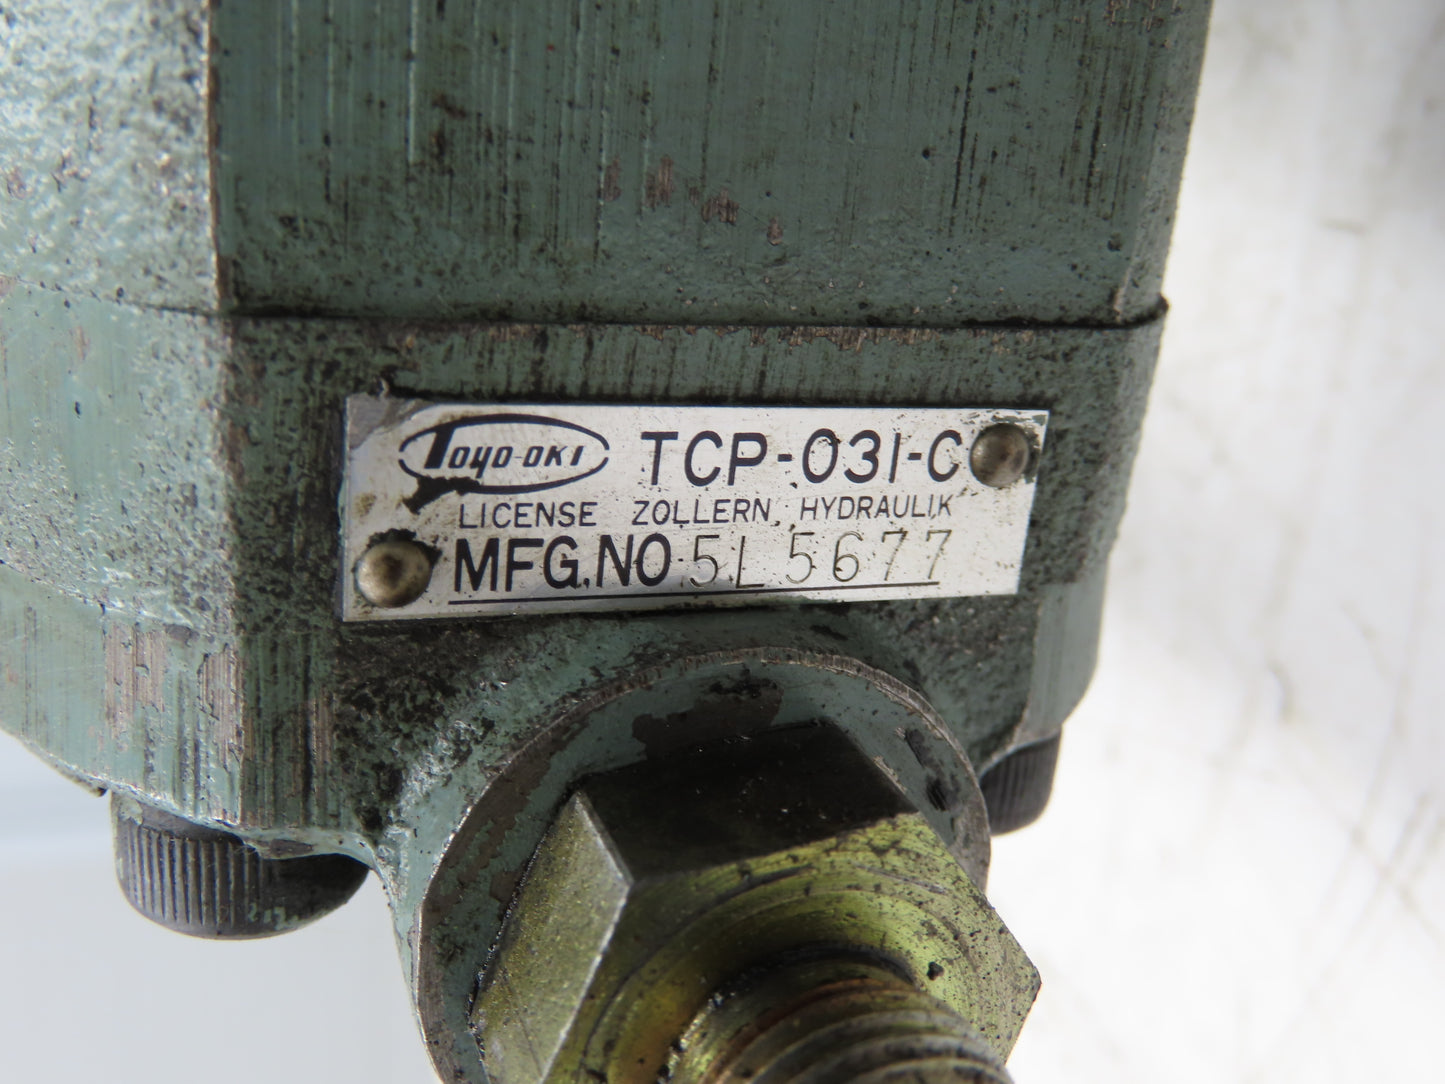 TOYO-OKI TCP-031-C
LICENSE ZOLLERN HYDRAULIK
MFG.NO 5L5677